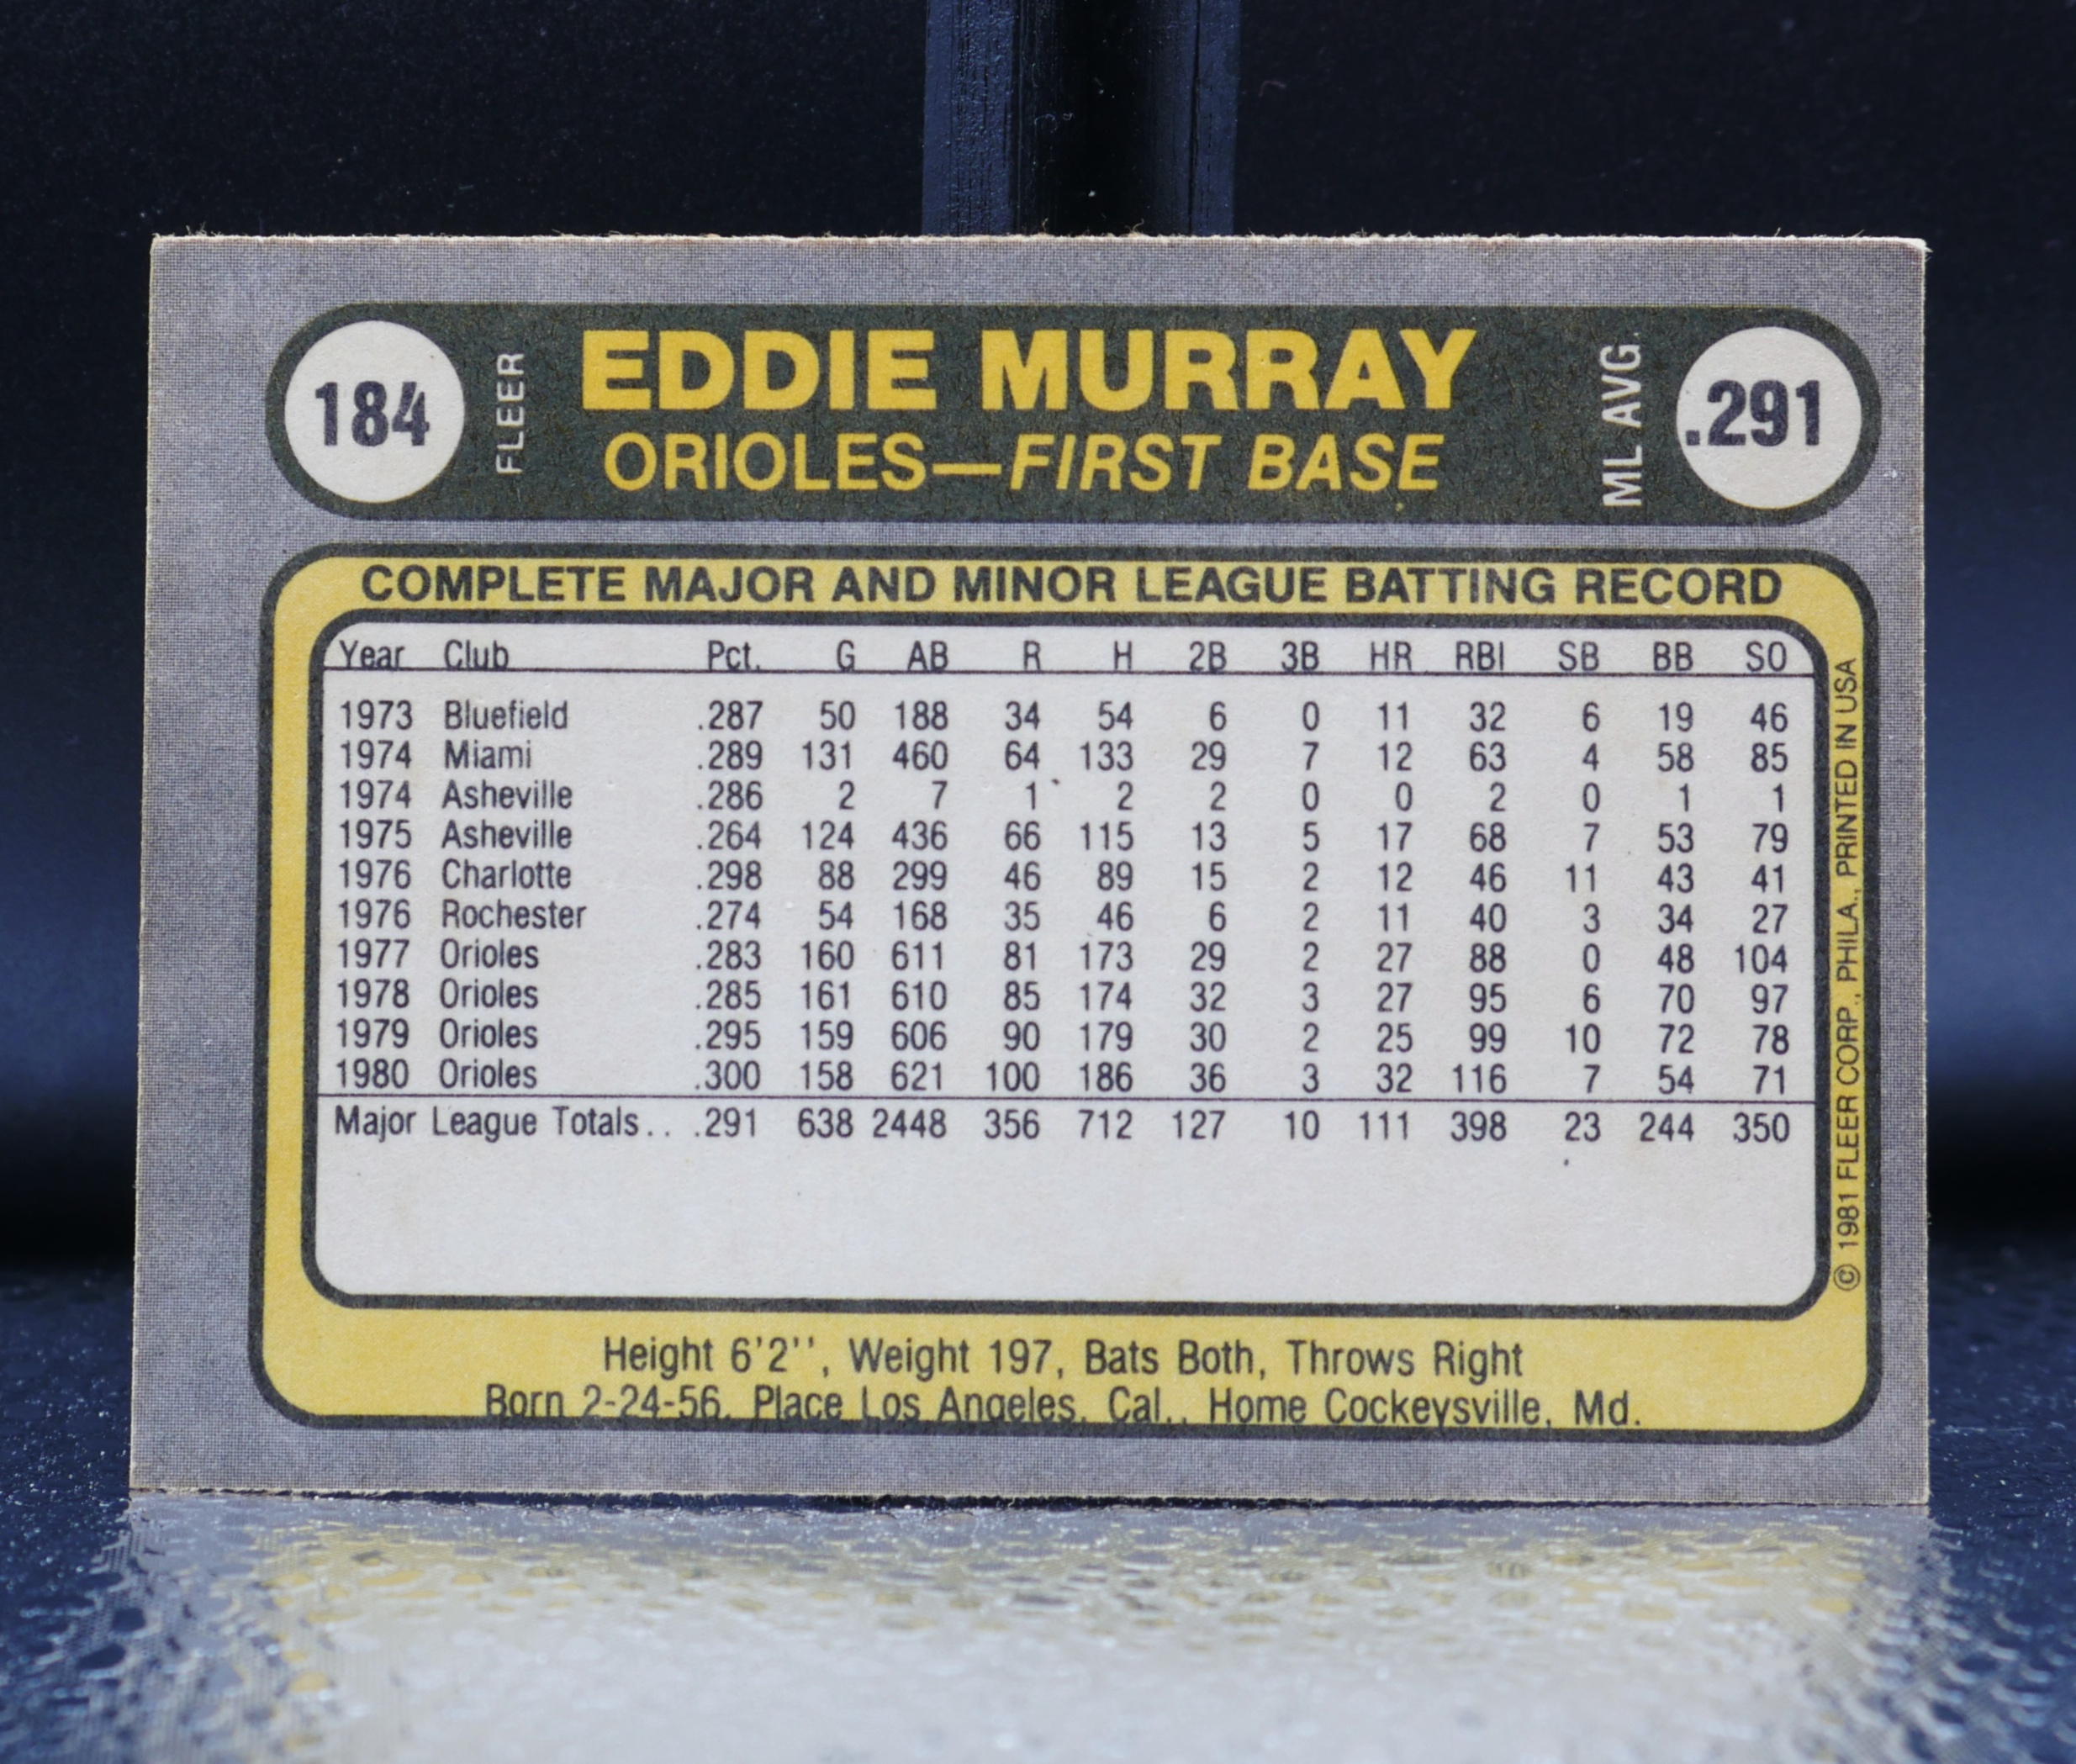 184 FLEER EDDIE MURRAY ML AVG. .291
ORIOLES—FIRST BASE
COMPLETE MAJOR AND MINOR LEAGUE BATTING RECORD
Year Club Pct. G AB R H 2B 3B HR RBI SB BB SO
1973 Bluefield .287 50 188 34 54 6 0 11 32 6 19 46
1974 Miami .289 131 460 64 133 29 7 12 63 4 58 85
1974 Asheville .286 2 7 1 2 2 0 0 2 0 1 1
1975 Asheville .264 124 436 66 115 13 5 17 68 7 53 79
1976 Charlotte .298 88 299 46 89 15 2 12 46 11 43 41
1976 Rochester .274 54 168 35 46 6 2 11 40 3 34 27
1977 Orioles .283 160 611 81 173 29 2 27 88 0 48 104
1978 Orioles .285 161 610 85 174 32 3 27 95 6 70 97
1979 Orioles .295 159 606 90 179 30 2 25 99 10 72 78
1980 Orioles .300 158 621 100 186 36 3 32 116 7 54 71
Major League Totals.. .291 638 2448 356 712 127 10 111 398 23 244 350
© 1981 FLEER CORP., PHILA., PRINTED IN USA
Height 6'2'', Weight 197, Bats Both, Throws Right
Born 2-24-56, Place Los Angeles, Cal., Home Cockeysville, Md.